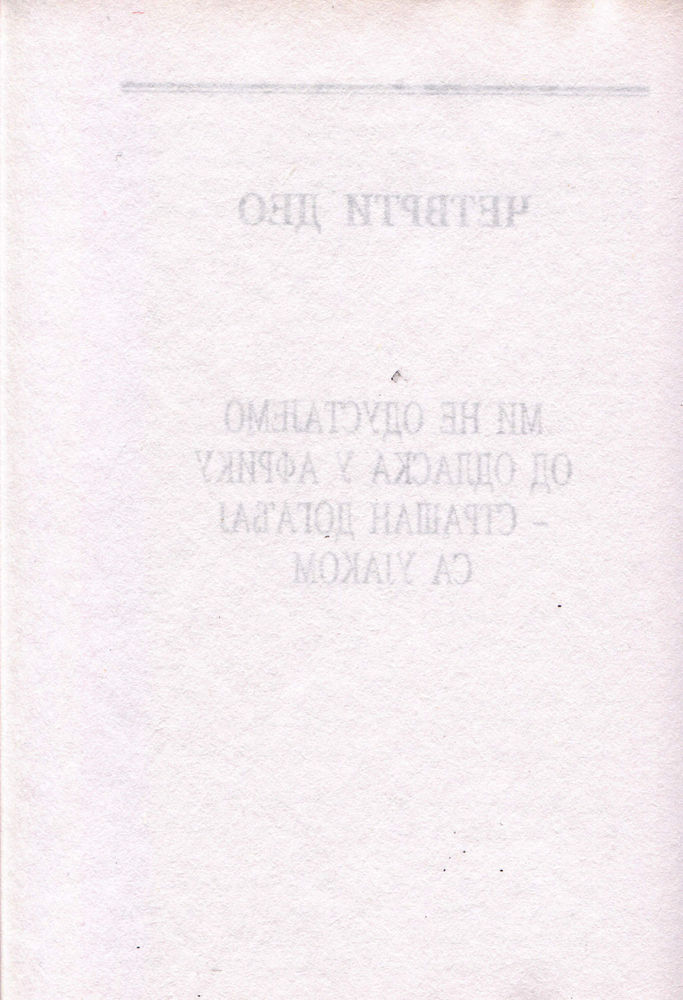 ЧЕТВРТИ ДЕО
МИ НЕ ОДУСТАЈЕМО
ОД ОДЛАСКА У АФРИКУ
– СТРАШАН ДОГАЂАЈ
СА УЈАКОМ